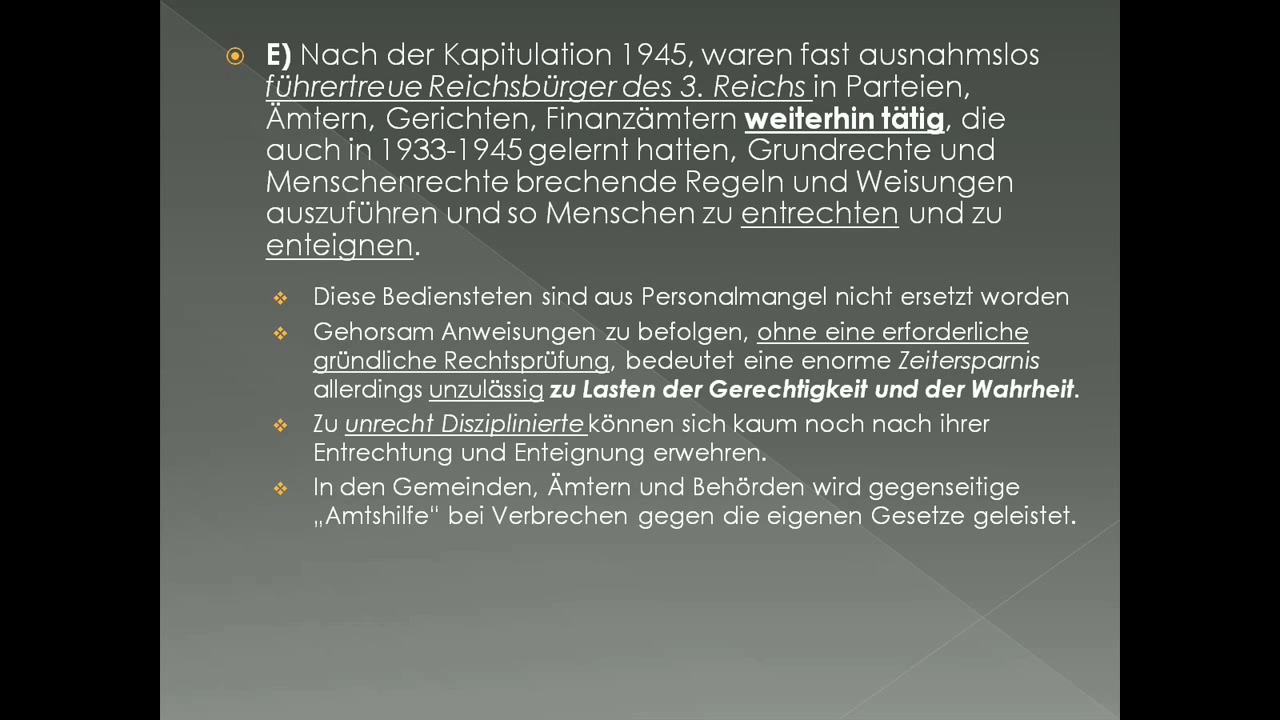 E) Nach der Kapitulation 1945, waren fast ausnahmslos
führertreue Reichsbürger des 3. Reichs in Parteien,
Ämtern, Gerichten, Finanzämtern weiterhin tätig, die
auch in 1933-1945 gelernt hatten, Grundrechte und
Menschenrechte brechende Regeln und Weisungen
auszuführen und so Menschen zu entrechten und zu
enteignen.
Diese Bediensteten sind aus Personalmangel nicht ersetzt worden
Gehorsam Anweisungen zu befolgen, ohne eine erforderliche
gründliche Rechtsprüfung, bedeutet eine enorme Zeitersparnis
allerdings unzulässig zu Lasten der Gerechtigkeit und der Wahrheit.
Zu unrecht Disziplinierte können sich kaum noch nach ihrer
Entrechtung und Enteignung erwehren.
In den Gemeinden, Ämtern und Behörden wird gegenseitige
„Amtshilfe“ bei Verbrechen gegen die eigenen Gesetze geleistet.